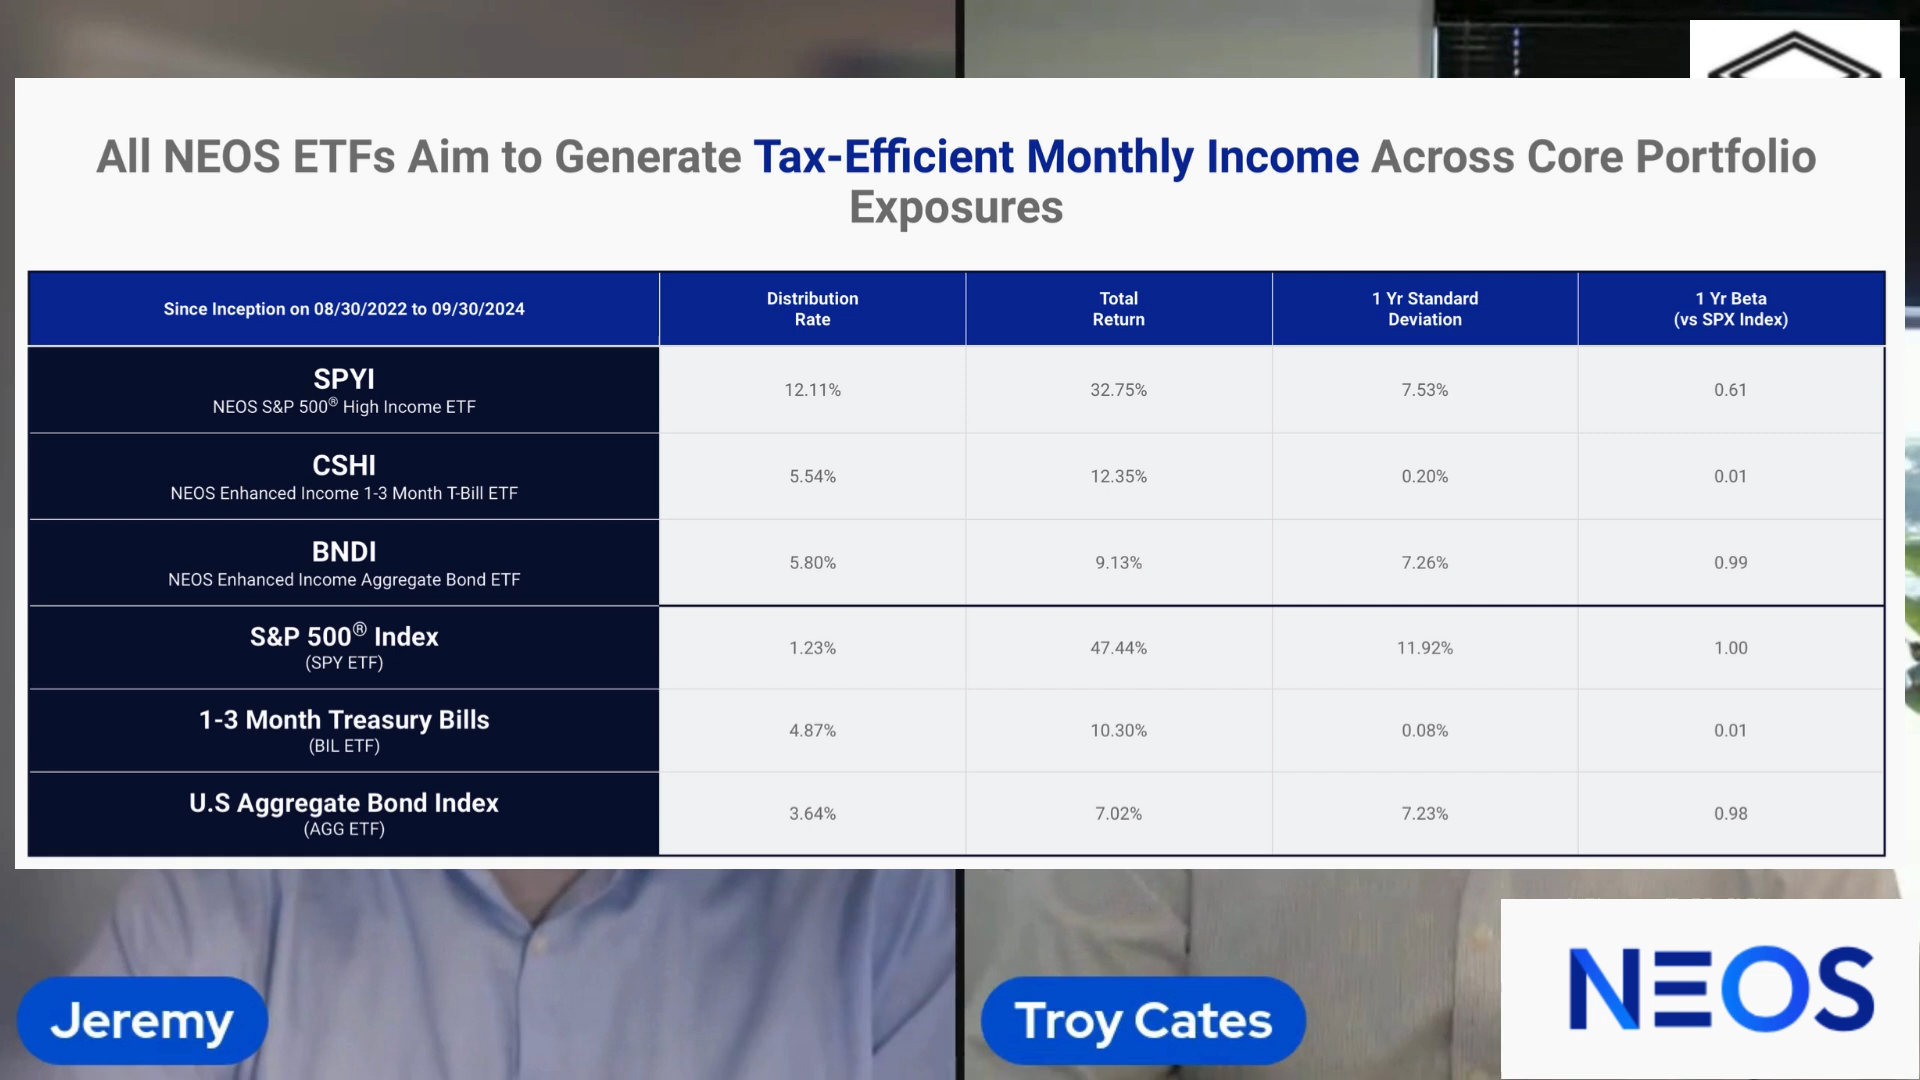 All NEOS ETFs Aim to Generate Tax-Efficient Monthly Income Across Core Portfolio
Exposures
Since Inception on 08/30/2022 to 09/30/2024
Distribution
Rate
Total
Return
1 Yr Standard
Deviation
1 Yr Beta
(vs SPX Index)
SPYI
NEOS S&P 500® High Income ETF
12.11%
32.75%
7.53%
0.61
CSHI
NEOS Enhanced Income 1-3 Month T-Bill ETF
5.54%
12.35%
0.20%
0.01
BNDI
NEOS Enhanced Income Aggregate Bond ETF
5.80%
9.13%
7.26%
0.99
S&P 500® Index
(SPY ETF)
1.23%
47.44%
11.92%
1.00
1-3 Month Treasury Bills
(BIL ETF)
4.87%
10.30%
0.08%
0.01
U.S Aggregate Bond Index
(AGG ETF)
3.64%
7.02%
7.23%
0.98
Jeremy
Troy Cates
NEOS